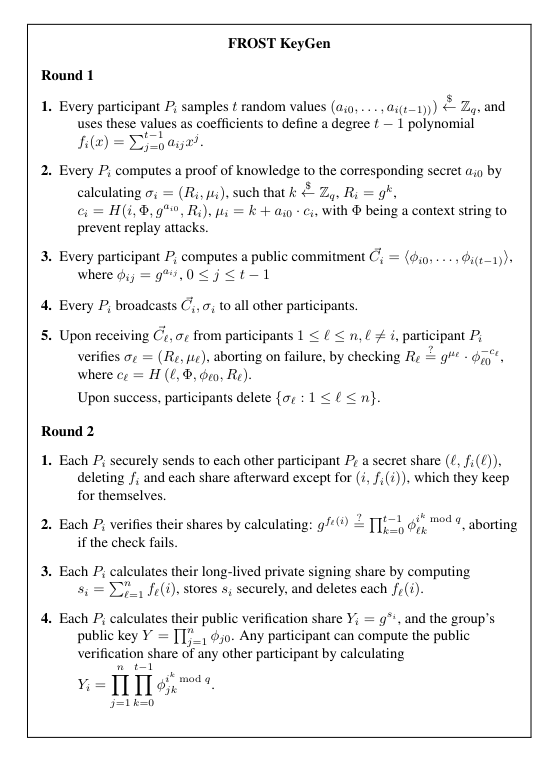 FROST KeyGen
Round 1
1. Every participant $P_i$ samples $t$ random values $(a_{i0}, \ldots, a_{i(t-1)}) \xleftarrow{\$} \mathbb{Z}_q$, and
uses these values as coefficients to define a degree $t-1$ polynomial
$f_i(x) = \sum_{j=0}^{t-1} a_{ij} x^j$.
2. Every $P_i$ computes a proof of knowledge to the corresponding secret $a_{i0}$ by
calculating $\sigma_i = (R_i, \mu_i)$, such that $k \xleftarrow{\$} \mathbb{Z}_q$, $R_i = g^k$,
$c_i = H(i, \Phi, g^{a_{i0}}, R_i)$, $\mu_i = k + a_{i0} \cdot c_i$, with $\Phi$ being a context string to
prevent replay attacks.
3. Every participant $P_i$ computes a public commitment $\vec{C}_i = \langle \phi_{i0}, \ldots, \phi_{i(t-1)} \rangle$,
where $\phi_{ij} = g^{a_{ij}}$, $0 \leq j \leq t-1$
4. Every $P_i$ broadcasts $\vec{C}_i, \sigma_i$ to all other participants.
5. Upon receiving $\vec{C}_\ell, \sigma_\ell$ from participants $1 \leq \ell \leq n, \ell \neq i$, participant $P_i$
verifies $\sigma_\ell = (R_\ell, \mu_\ell)$, aborting on failure, by checking $R_\ell \stackrel{?}{=} g^{\mu_\ell} \cdot \phi_{\ell 0}^{-c_\ell}$,
where $c_\ell = H(\ell, \Phi, \phi_{\ell 0}, R_\ell)$.
Upon success, participants delete $\{\sigma_\ell : 1 \leq \ell \leq n\}$.
Round 2
1. Each $P_i$ securely sends to each other participant $P_\ell$ a secret share $(\ell, f_i(\ell))$,
deleting $f_i$ and each share afterward except for $(i, f_i(i))$, which they keep
for themselves.
2. Each $P_i$ verifies their shares by calculating: $g^{f_\ell(i)} \stackrel{?}{=} \prod_{k=0}^{t-1} \phi_{\ell k}^{i^k \bmod q}$, aborting
if the check fails.
3. Each $P_i$ calculates their long-lived private signing share by computing
$s_i = \sum_{\ell=1}^{n} f_\ell(i)$, stores $s_i$ securely, and deletes each $f_\ell(i)$.
4. Each $P_i$ calculates their public verification share $Y_i = g^{s_i}$, and the group's
public key $Y = \prod_{j=1}^{n} \phi_{j0}$. Any participant can compute the public
verification share of any other participant by calculating
$Y_i = \prod_{j=1}^{n} \prod_{k=0}^{t-1} \phi_{jk}^{i^k \bmod q}$.